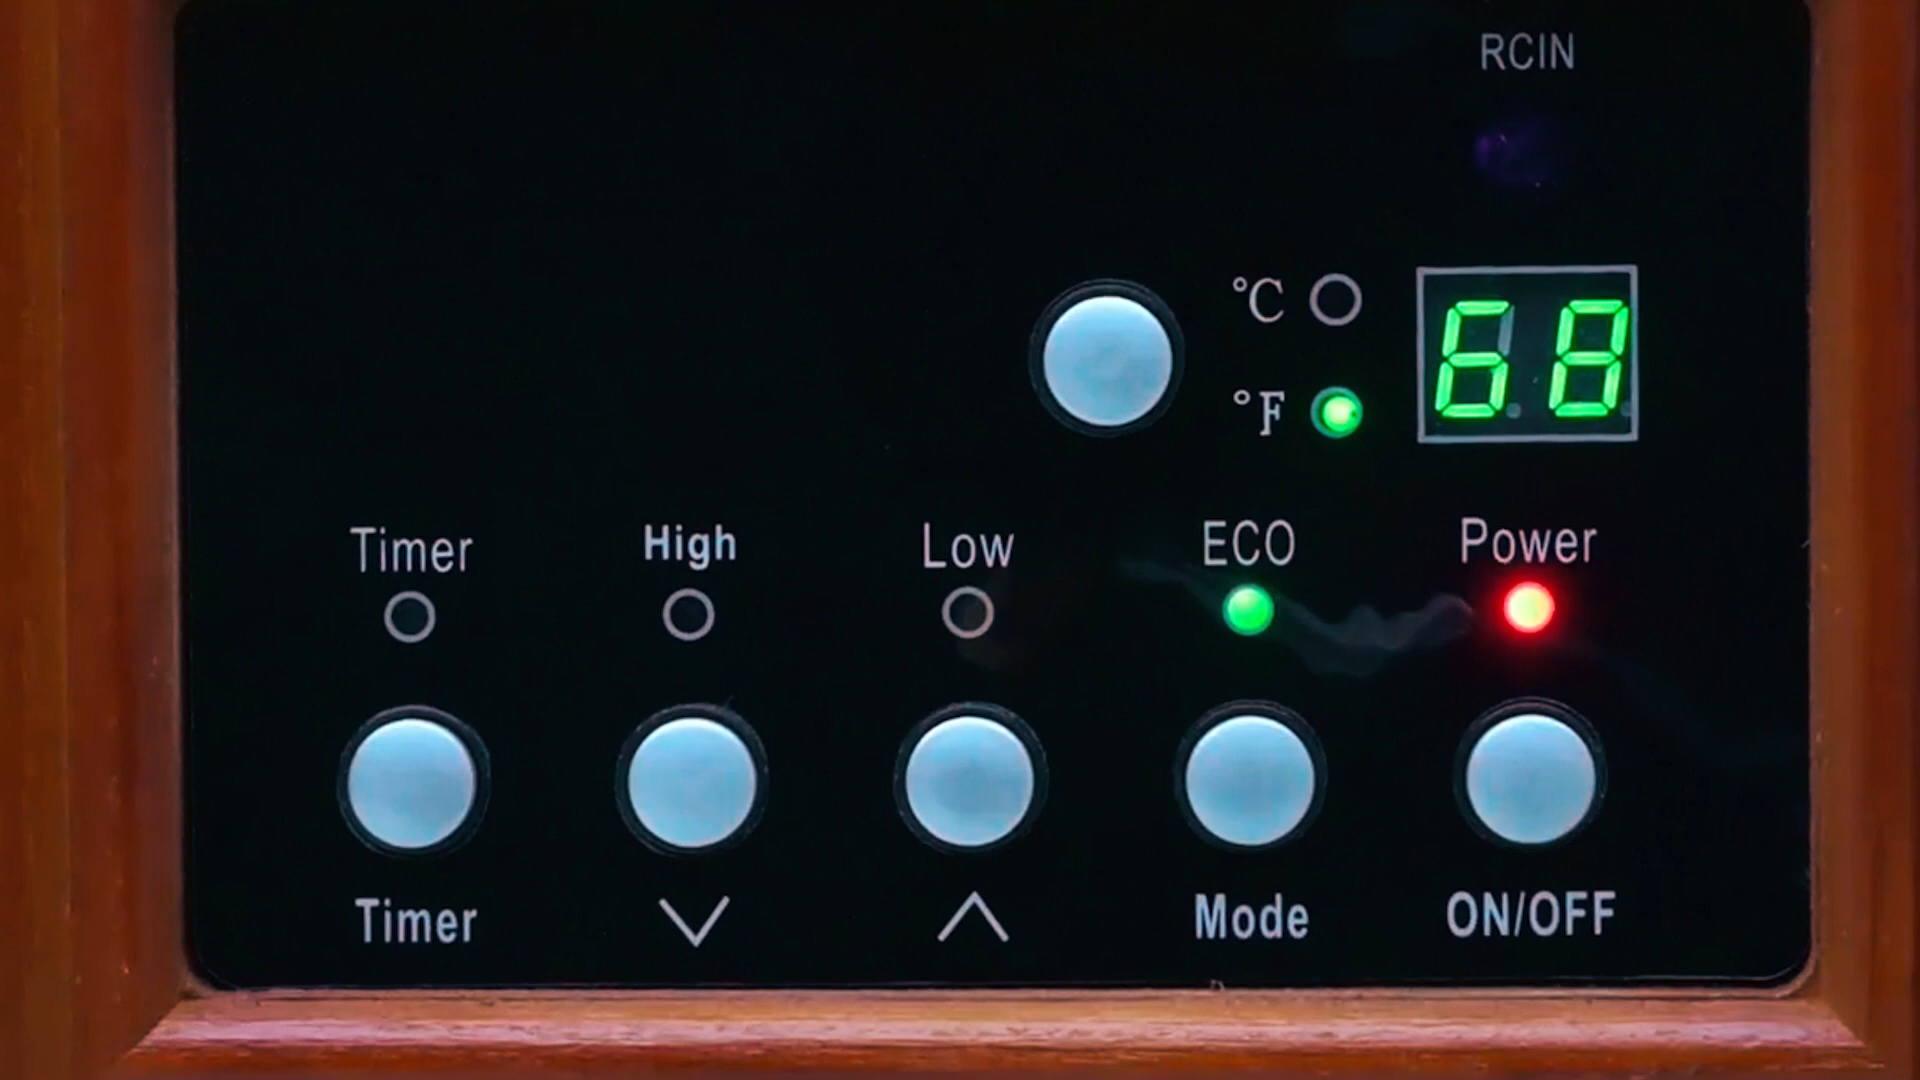 RCIN
°C
°F
68
Timer High Low ECO Power
Timer Mode ON/OFF